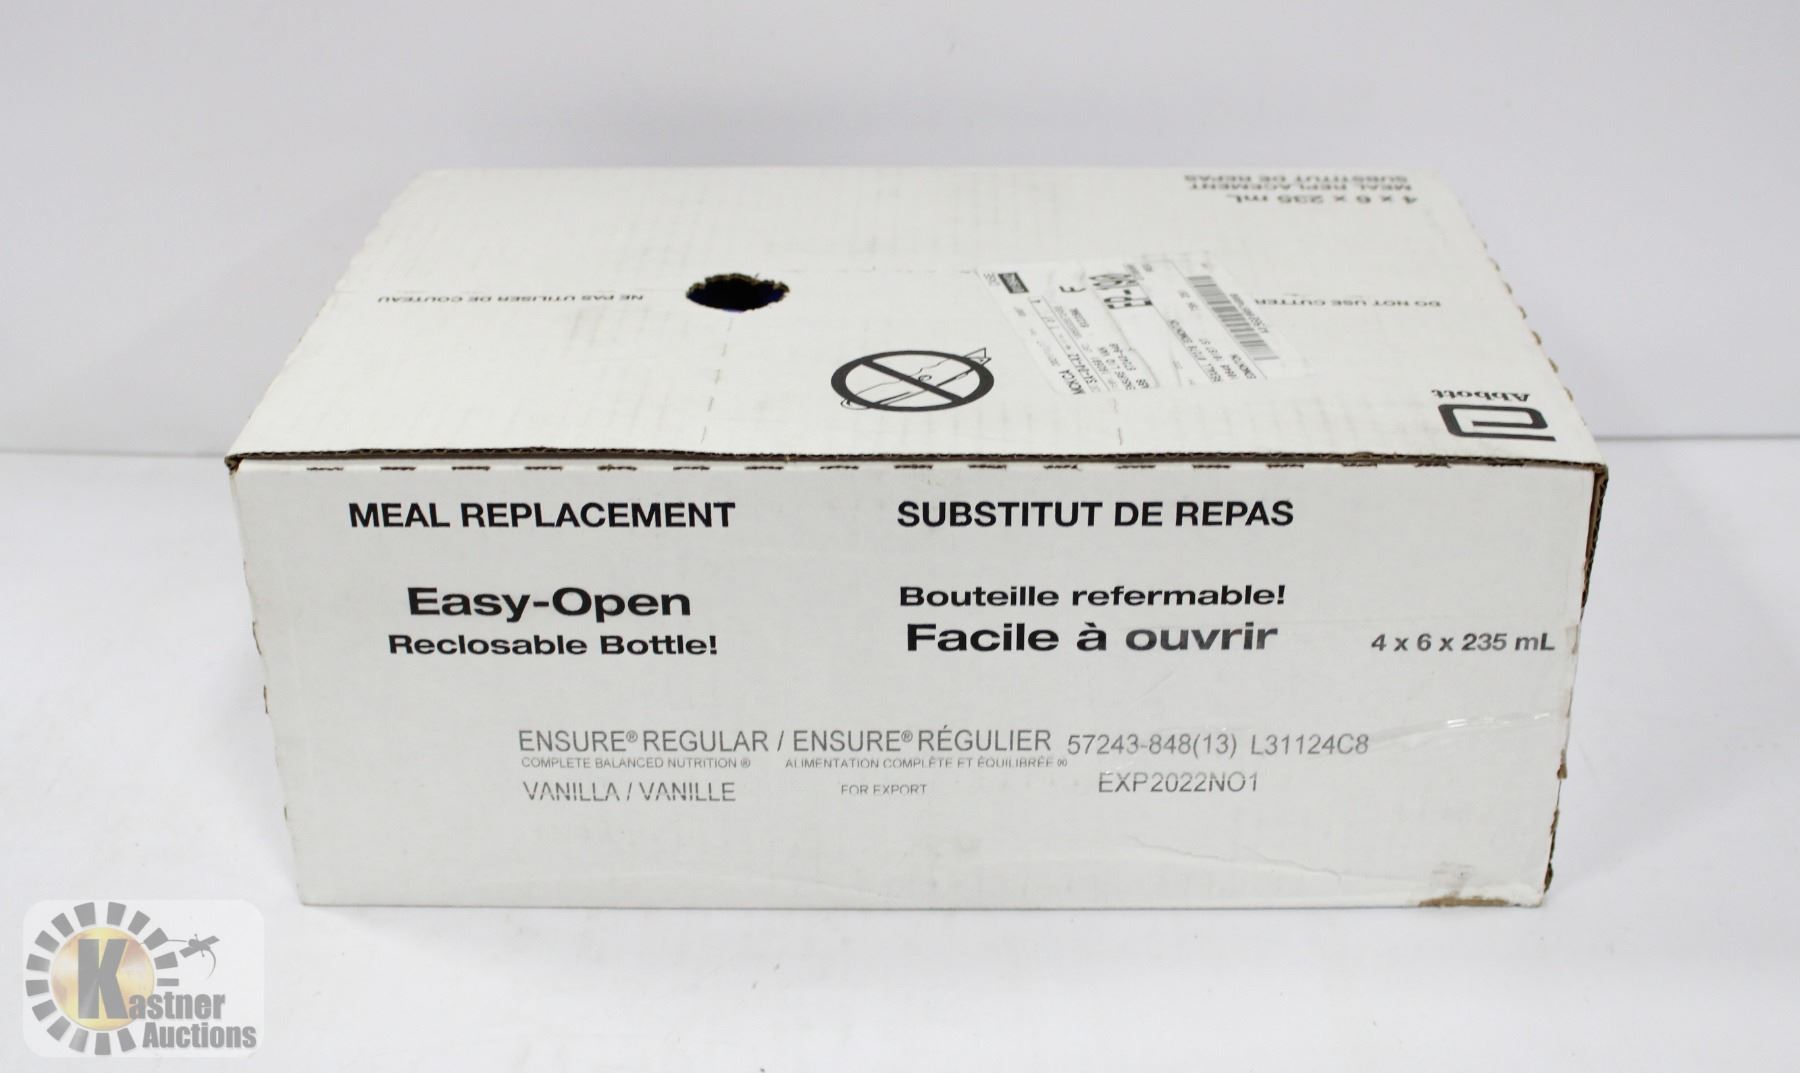 4 x 6 x 235 mL
MEAL REPLACEMENT
SUBSTITUT DE REPAS
DO NOT USE CUTTER
NE PAS UTILISER DE COUTEAU
Abbott
MEAL REPLACEMENT
SUBSTITUT DE REPAS
Easy-Open
Reclosable Bottle!
Bouteille refermable!
Facile à ouvrir
4 x 6 x 235 mL
ENSURE® REGULAR / ENSURE® RÉGULIER 57243-848(13) L31124C8
COMPLETE BALANCED NUTRITION ® ALIMENTATION COMPLÈTE ET ÉQUILIBRÉE ®
VANILLA / VANILLE FOR EXPORT EXP2022NO1
Kastner
Auctions